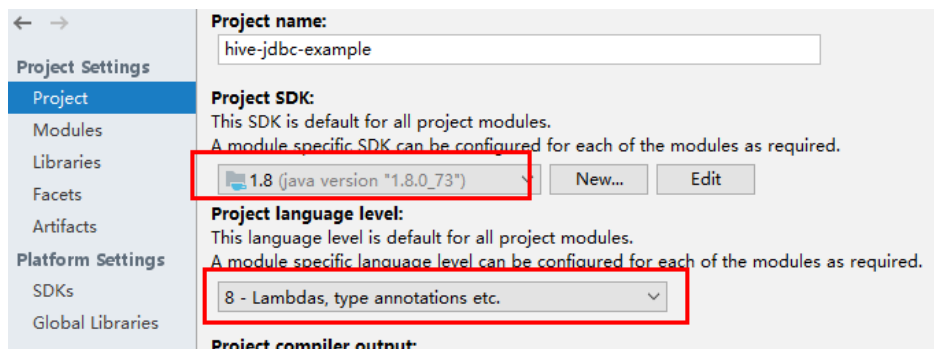 Project name:
hive-jdbc-example
Project Settings
Project
Modules
Libraries
Facets
Artifacts
Platform Settings
SDKs
Global Libraries
Project SDK:
This SDK is default for all project modules.
A module specific SDK can be configured for each of the modules as required.
1.8 (java version "1.8.0_73")
New...
Edit
Project language level:
This language level is default for all project modules.
A module specific language level can be configured for each of the modules as required.
8 - Lambdas, type annotations etc.
Project compiler output: